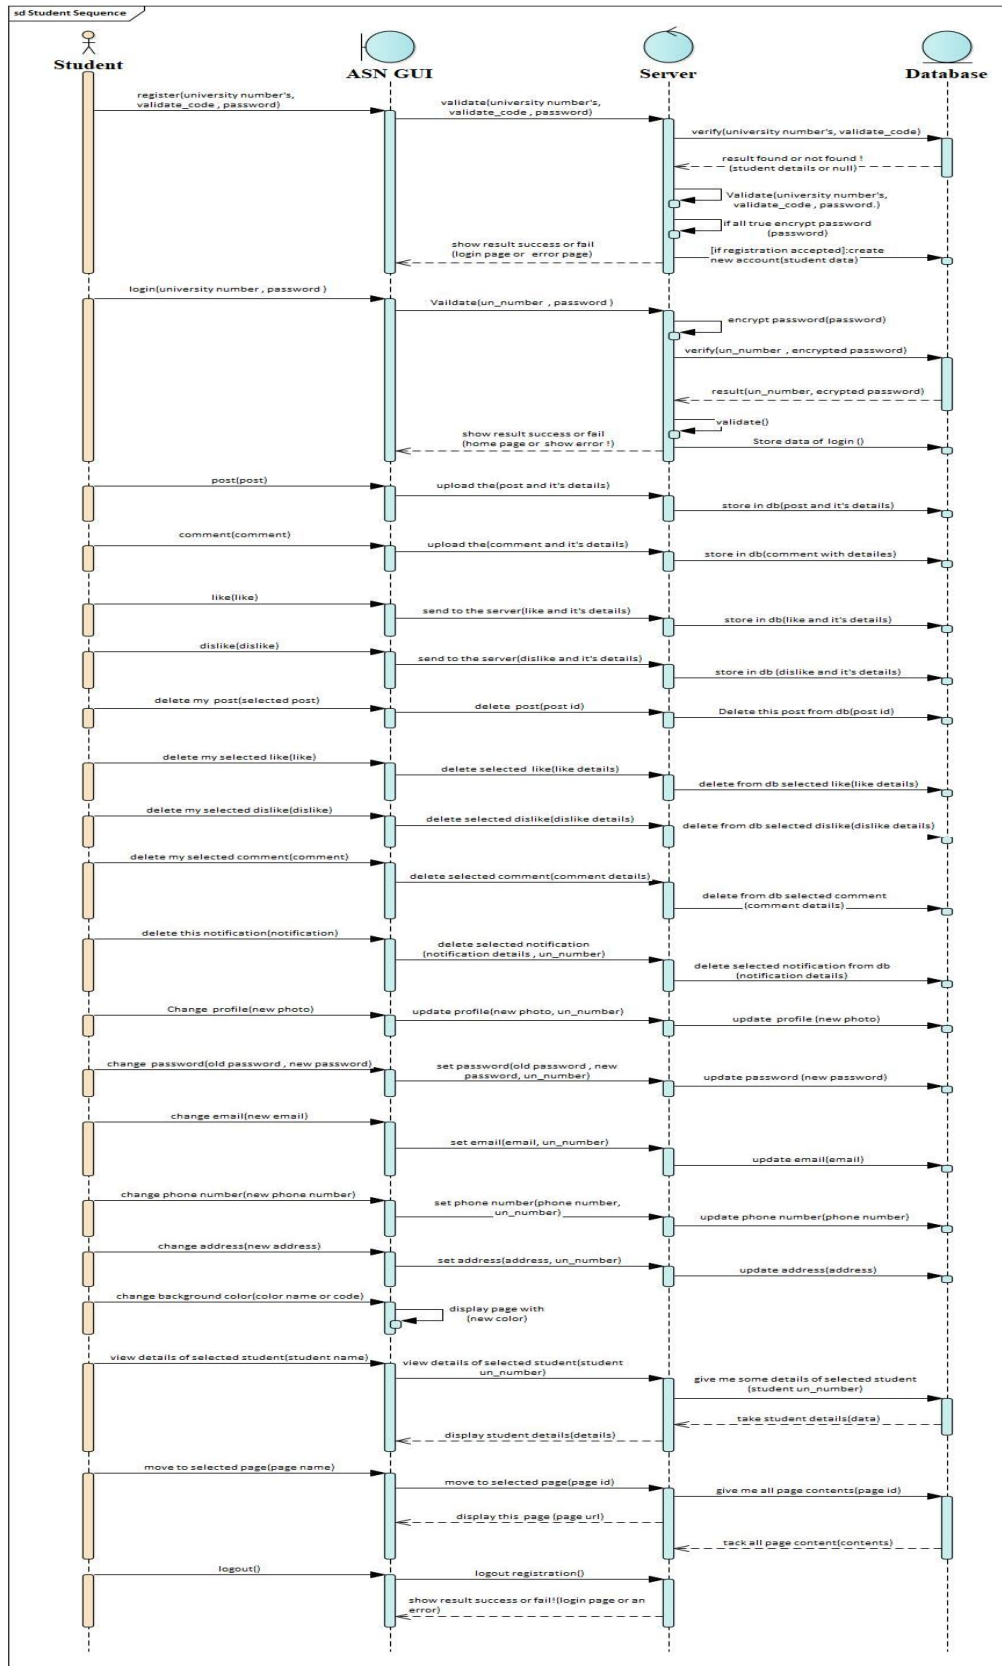 sd Student Sequence
Student
ASN GUI
Server
Database
register(university number's,
validate_code , password)
validate(university number's,
validate_code , password)
verify(university number's, validate_code)
result found or not found !
(student details or null)
Validate(university number's,
validate_code , password.)
if all true encrypt password
(password)
show result success or fail
(login page or error page)
[if registration accepted]:create
new account(student data)
login(university number , password )
Vaildate(un_number , password )
encrypt password(password)
verify(un_number , encrypted password)
result(un_number, ecrypted password)
validate()
show result success or fail
(home page or show error !)
Store data of login ()
post(post)
upload the(post and it's details)
store in db(post and it's details)
comment(comment)
upload the(comment and it's details)
store in db(comment with detailes)
like(like)
send to the server(like and it's details)
store in db(like and it's details)
dislike(dislike)
send to the server(dislike and it's details)
store in db (dislike and it's details)
delete my post(selected post)
delete post(post id)
Delete this post from db(post id)
delete my selected like(like)
delete selected like(like details)
delete from db selected like(like details)
delete my selected dislike(dislike)
delete selected dislike(dislike details)
delete from db selected dislike(dislike details)
delete my selected comment(comment)
delete selected comment(comment details)
delete from db selected comment
(comment details)
delete this notification(notification)
delete selected notification
(notification details , un_number)
delete selected notification from db
(notification details)
Change profile(new photo)
update profile(new photo, un_number)
update profile (new photo)
change password(old password , new password)
set password(old password , new
password, un_number)
update password (new password)
change email(new email)
set email(email, un_number)
update email(email)
change phone number(new phone number)
set phone number(phone number,
un_number)
update phone number(phone number)
change address(new address)
set address(address, un_number)
update address(address)
change background color(color name or code)
display page with
(new color)
view details of selected student(student name)
view details of selected student(student
un_number)
give me some details of selected student
(student un_number)
take student details(data)
display student details(details)
move to selected page(page name)
move to selected page(page id)
give me all page contents(page id)
display this page (page url)
tack all page content(contents)
logout()
logout registration()
show result success or fail!(login page or an
error)